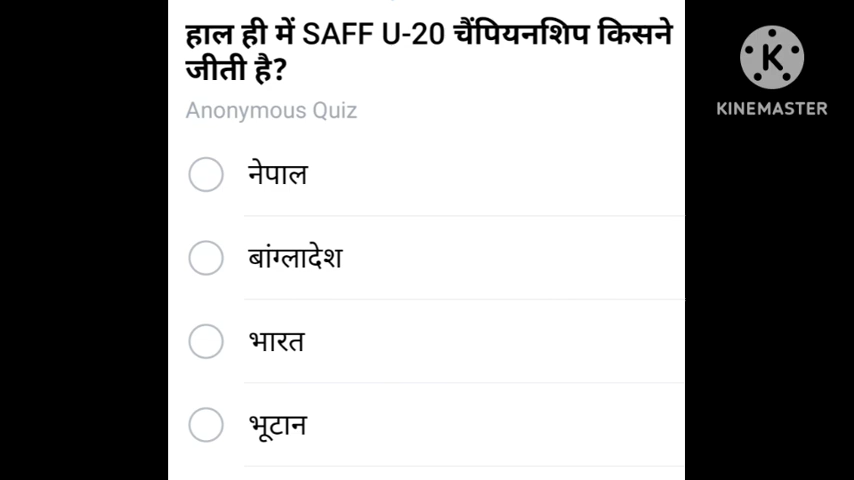 हाल ही में SAFF U-20 चैंपियनशिप किसने
जीती है?
Anonymous Quiz
नेपाल
बांग्लादेश
भारत
भूटान
K
KINEMASTER